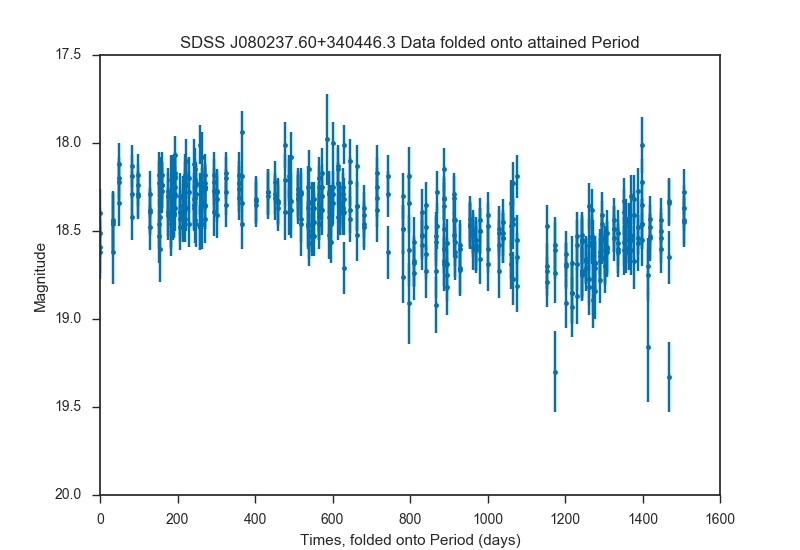 SDSS J080237.60+340446.3 Data folded onto attained Period
17.5
18.0
18.5
19.0
19.5
20.0
Magnitude
0 200 400 600 800 1000 1200 1400 1600
Times, folded onto Period (days)